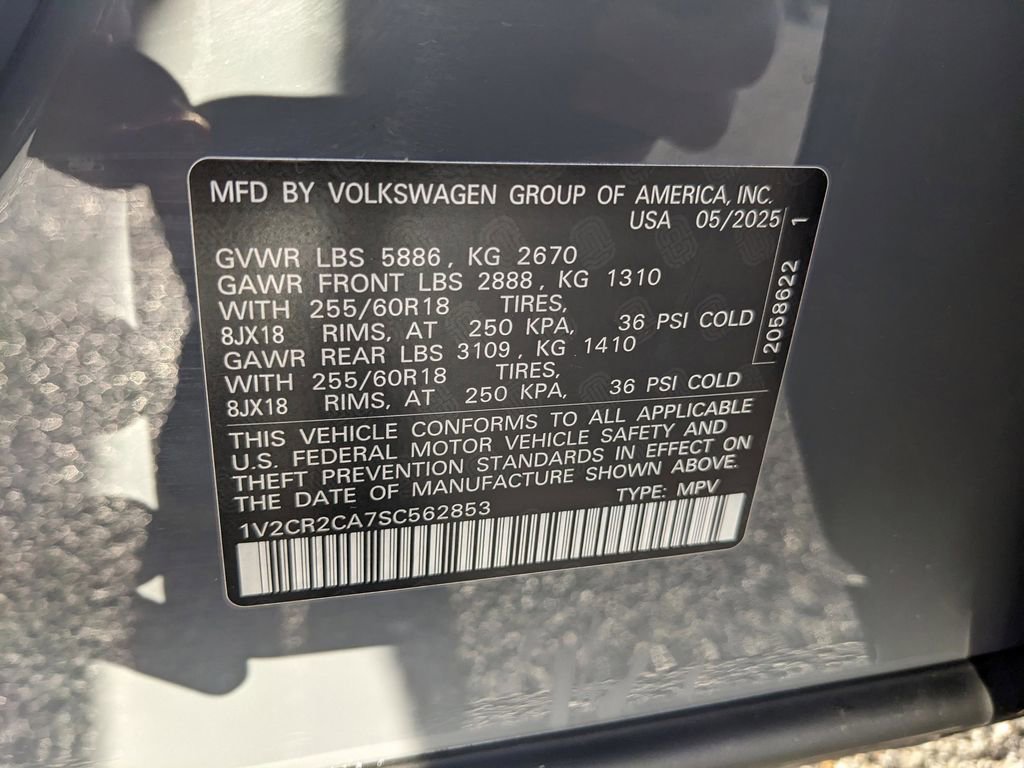 MFD BY VOLKSWAGEN GROUP OF AMERICA, INC.
USA 05/2025
GVWR LBS 5886, KG 2670
GAWR FRONT LBS 2888, KG 1310
WITH 255/60R18 TIRES,
8JX18 RIMS, AT 250 KPA, 36 PSI COLD
GAWR REAR LBS 3109, KG 1410
WITH 255/60R18 TIRES,
8JX18 RIMS, AT 250 KPA, 36 PSI COLD
2058622 1
THIS VEHICLE CONFORMS TO ALL APPLICABLE
U.S. FEDERAL MOTOR VEHICLE SAFETY AND
THEFT PREVENTION STANDARDS IN EFFECT ON
THE DATE OF MANUFACTURE SHOWN ABOVE.
TYPE: MPV
1V2CR2CA7SC562853